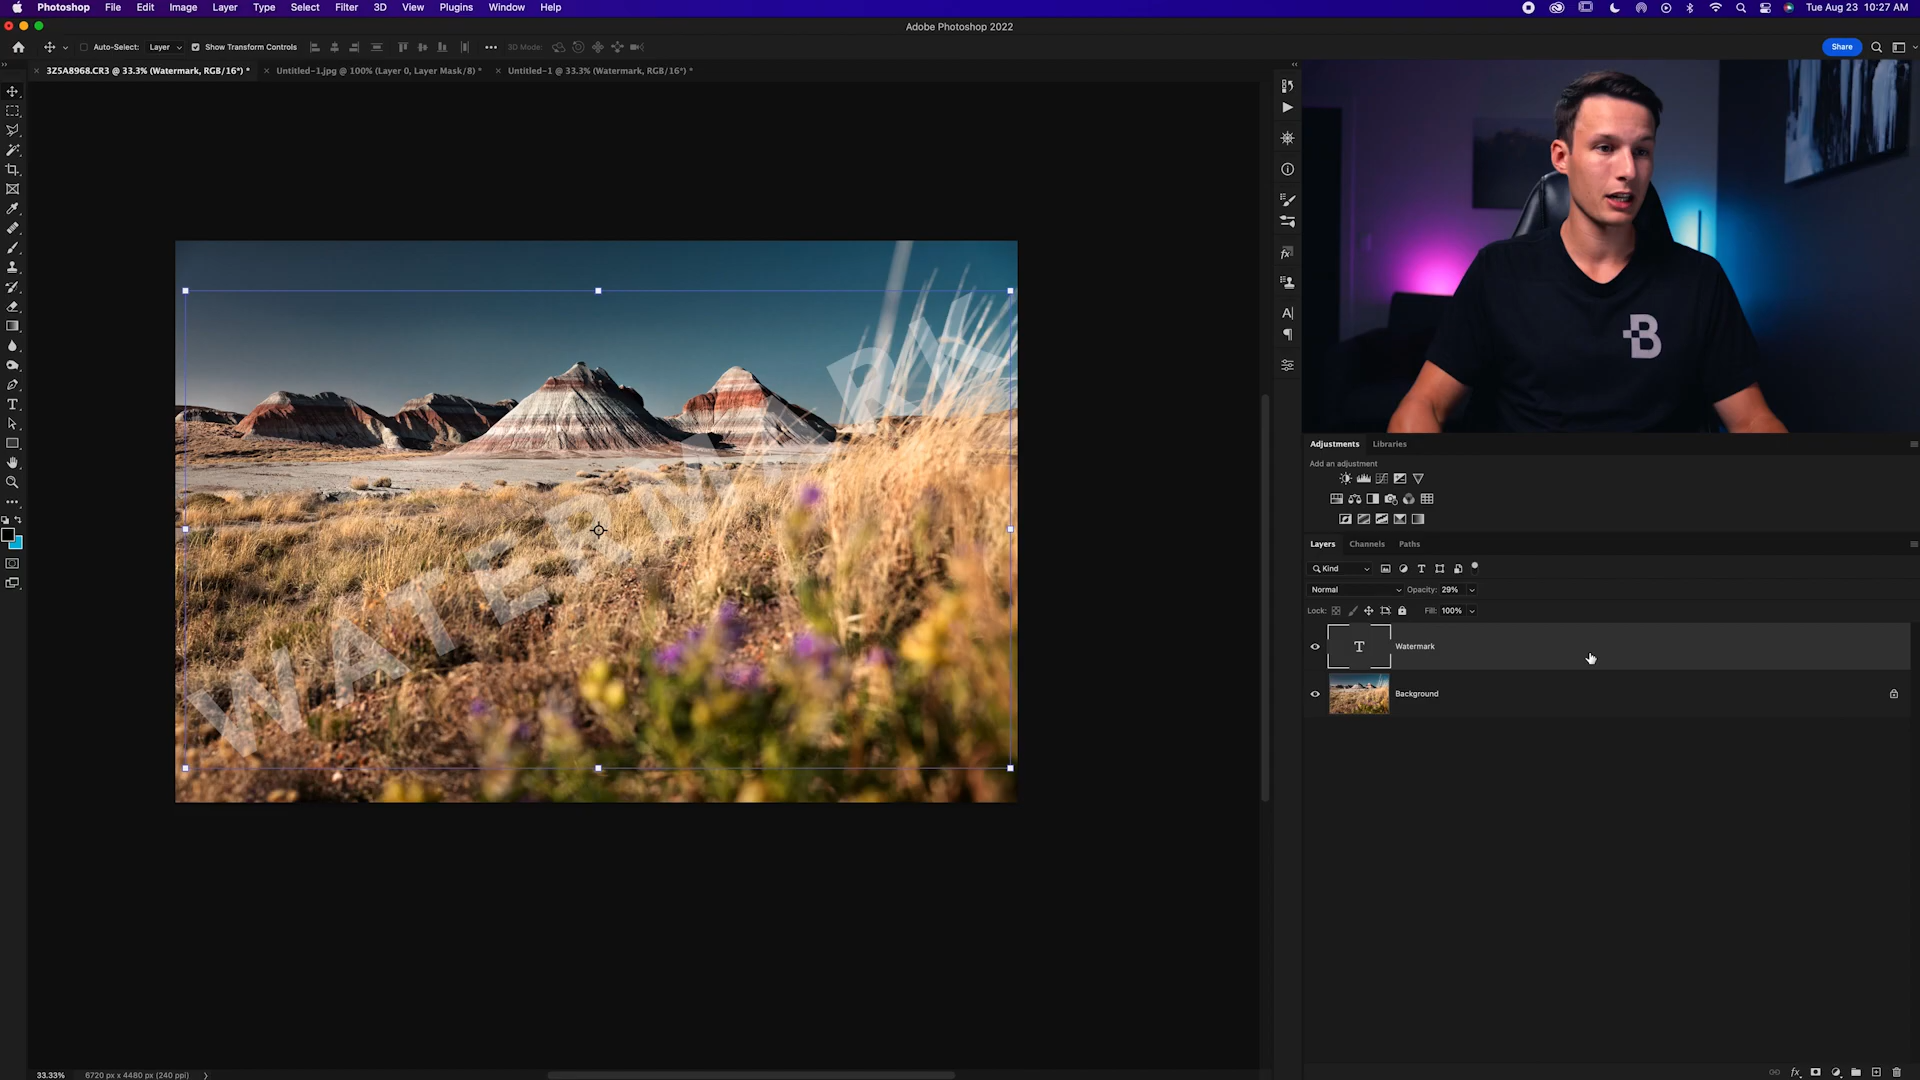 Photoshop File Edit Image Layer Type Select Filter 3D View Plugins Window Help Tue Aug 23 10:27 AM
Adobe Photoshop 2022
Auto-Select: Layer Show Transform Controls 3D Mode: Share
3Z5A8968.CR3 @ 33.3% (Watermark, RGB/16*) * Untitled-1.jpg @ 100% (Layer 0, Layer Mask/8) * Untitled-1 @ 33.3% (Watermark, RGB/16*) *
WATERMARK
B
Adjustments Libraries
Add an adjustment
Layers Channels Paths
Kind
Normal Opacity: 29%
Lock: Fill: 100%
T Watermark
Background
33.33% 6720 px x 4480 px (240 ppi)